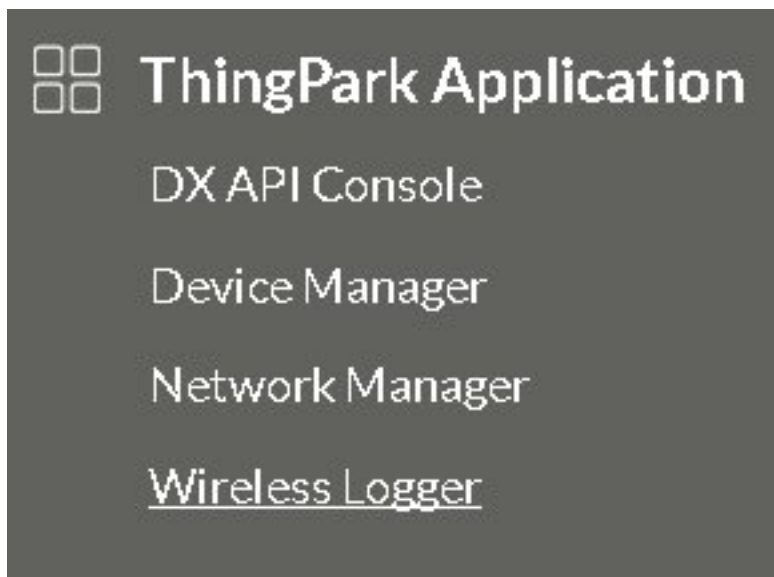 ThingPark Application
DX API Console
Device Manager
Network Manager
Wireless Logger